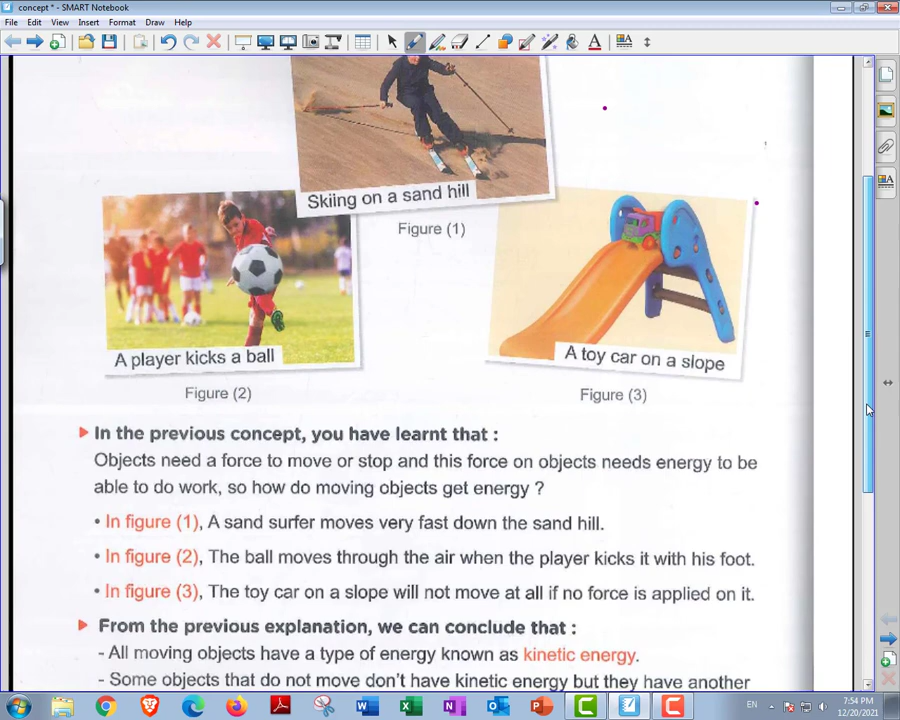 concept * - SMART Notebook
File Edit View Insert Format Draw Help
Skiing on a sand hill
Figure (1)
A player kicks a ball
Figure (2)
A toy car on a slope
Figure (3)
In the previous concept, you have learnt that :
Objects need a force to move or stop and this force on objects needs energy to be
able to do work, so how do moving objects get energy ?
• In figure (1), A sand surfer moves very fast down the sand hill.
• In figure (2), The ball moves through the air when the player kicks it with his foot.
• In figure (3), The toy car on a slope will not move at all if no force is applied on it.
From the previous explanation, we can conclude that :
- All moving objects have a type of energy known as kinetic energy.
- Some objects that do not move don't have kinetic energy but they have another
EN
7:54 PM
12/20/2021